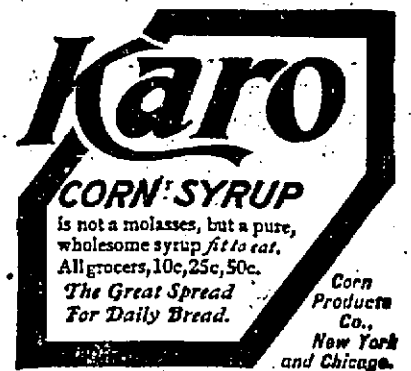 Karo
CORN SYRUP
is not a molasses, but a pure,
wholesome syrup fit to eat.
All grocers, 10c, 25c, 50c.
The Great Spread
For Daily Bread.
Corn
Products
Co.,
New York
and Chicago.